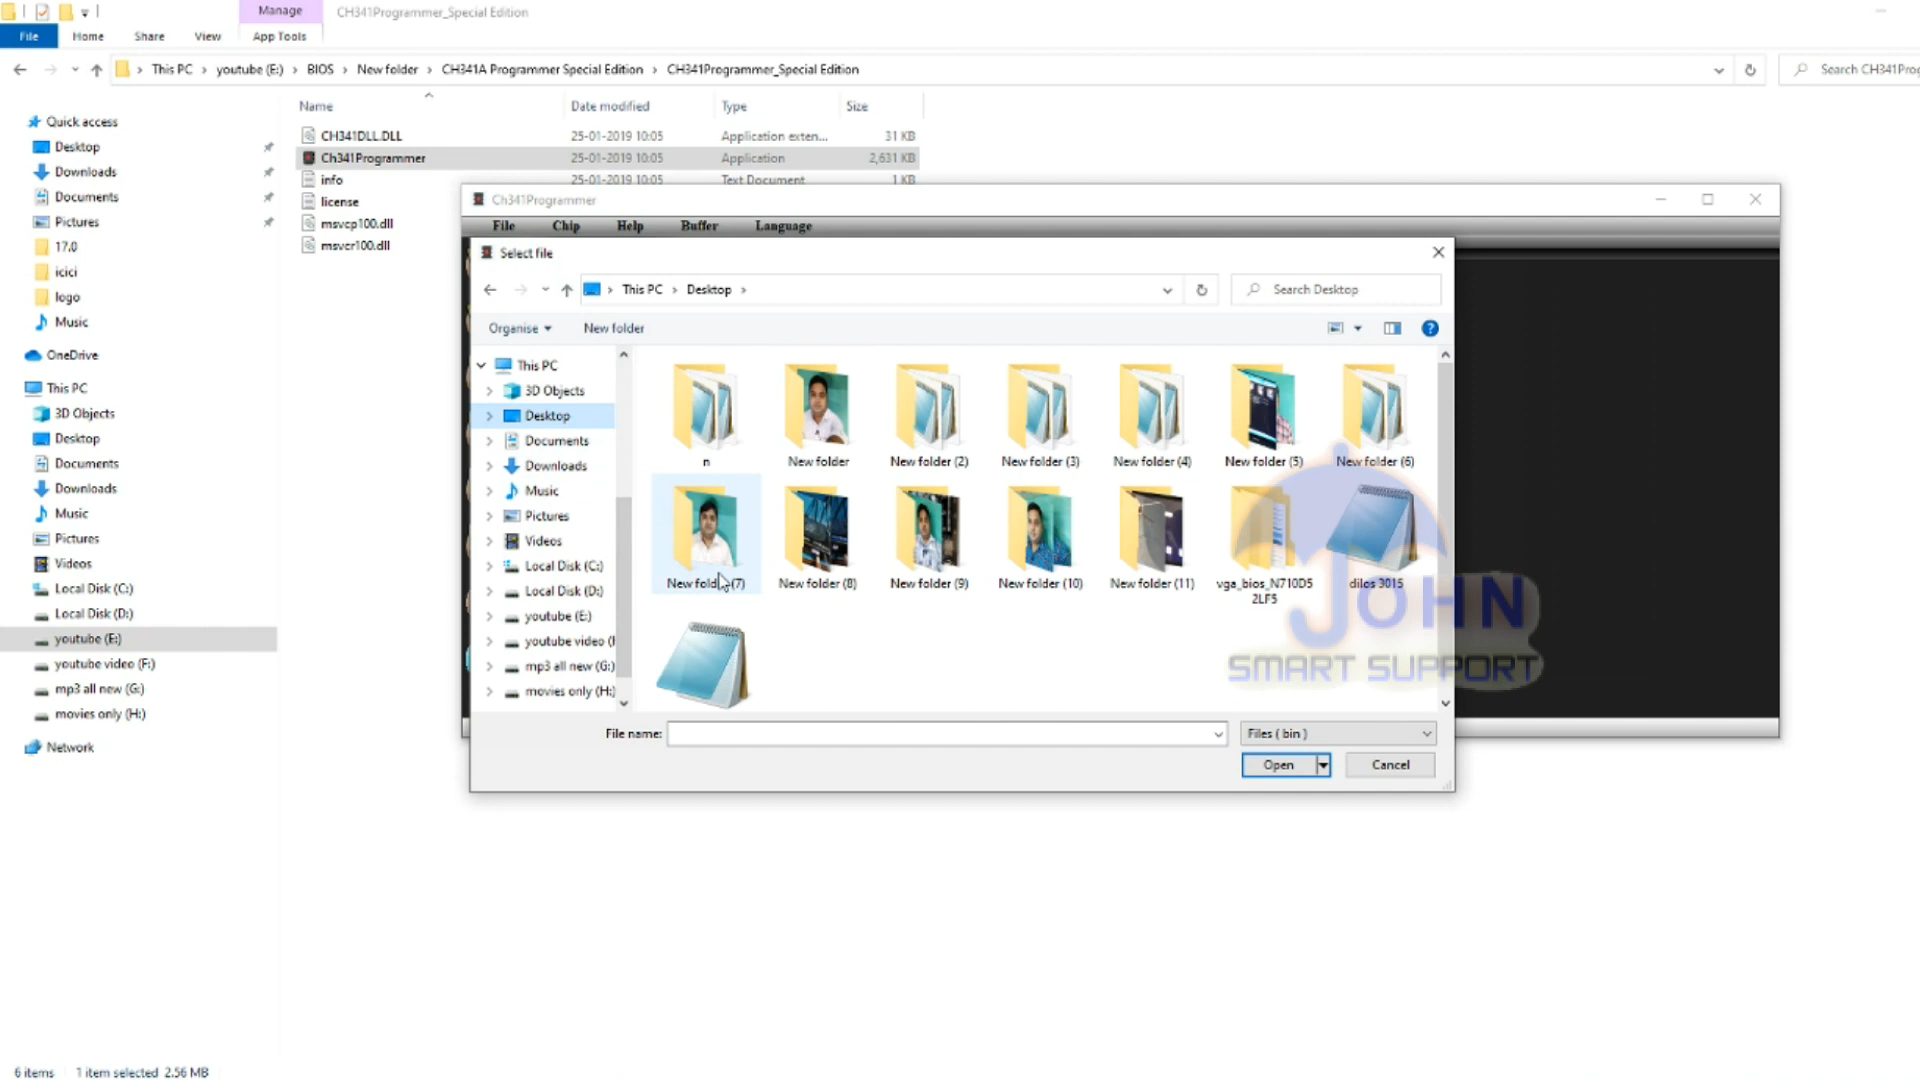 Manage
CH341Programmer_Special Edition
File
Home
Share
View
App Tools
This PC
youtube (E:)
BIOS
New folder
CH341A Programmer Special Edition
CH341Programmer_Special Edition
Search CH341Prog
Name
Date modified
Type
Size
CH341DLL.DLL
25-01-2019 10:05
Application exten...
31 KB
Ch341Programmer
25-01-2019 10:05
Application
2,631 KB
info
25-01-2019 10:05
Text Document
1 KB
license
msvcp100.dll
msvcr100.dll
Quick access
Desktop
Downloads
Documents
Pictures
17.0
icici
logo
Music
OneDrive
This PC
3D Objects
Desktop
Documents
Downloads
Music
Pictures
Videos
Local Disk (C:)
Local Disk (D:)
youtube (E:)
youtube video (F:)
mp3 all new (G:)
movies only (H:)
Network
6 items
1 item selected 2.56 MB
Ch341Programmer
File
Chip
Help
Buffer
Language
Select file
This PC
Desktop
Search Desktop
Organise
New folder
This PC
3D Objects
Desktop
Documents
Downloads
Music
Pictures
Videos
Local Disk (C:)
Local Disk (D:)
youtube (E:)
youtube video (
mp3 all new (G:)
movies only (H:)
n
New folder
New folder (2)
New folder (3)
New folder (4)
New folder (5)
New folder (6)
New folder (7)
New folder (8)
New folder (9)
New folder (10)
New folder (11)
vga_bios_N710D5
2LF5
dilos 3015
JOHN
SMART SUPPORT
File name:
Files ( bin )
Open
Cancel